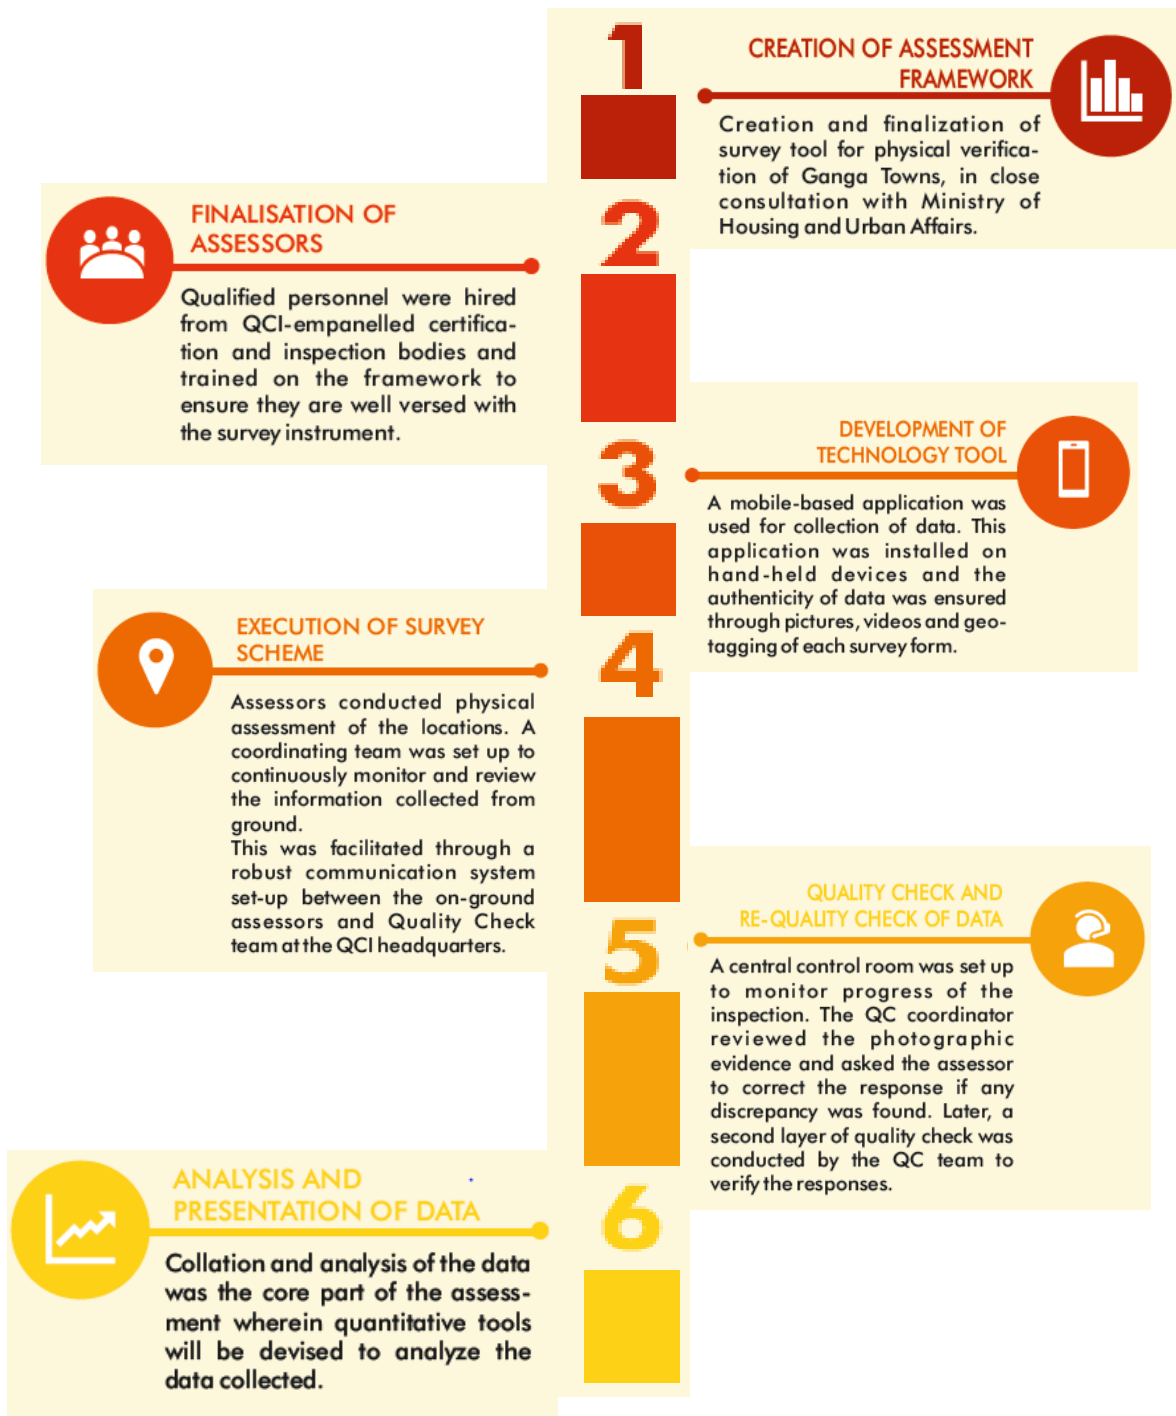 1
CREATION OF ASSESSMENT
FRAMEWORK
Creation and finalization of
survey tool for physical verifica-
tion of Ganga Towns, in close
consultation with Ministry of
Housing and Urban Affairs.
2
FINALISATION OF
ASSESSORS
Qualified personnel were hired
from QCI-empanelled certifica-
tion and inspection bodies and
trained on the framework to
ensure they are well versed with
the survey instrument.
3
DEVELOPMENT OF
TECHNOLOGY TOOL
A mobile-based application was
used for collection of data. This
application was installed on
hand-held devices and the
authenticity of data was ensured
through pictures, videos and geo-
tagging of each survey form.
4
EXECUTION OF SURVEY
SCHEME
Assessors conducted physical
assessment of the locations. A
coordinating team was set up to
continuously monitor and review
the information collected from
ground.
This was facilitated through a
robust communication system
set-up between the on-ground
assessors and Quality Check
team at the QCI headquarters.
5
QUALITY CHECK AND
RE-QUALITY CHECK OF DATA
A central control room was set up
to monitor progress of the
inspection. The QC coordinator
reviewed the photographic
evidence and asked the assessor
to correct the response if any
discrepancy was found. Later, a
second layer of quality check was
conducted by the QC team to
verify the responses.
6
ANALYSIS AND
PRESENTATION OF DATA
Collation and analysis of the data
was the core part of the assess-
ment wherein quantitative tools
will be devised to analyze the
data collected.